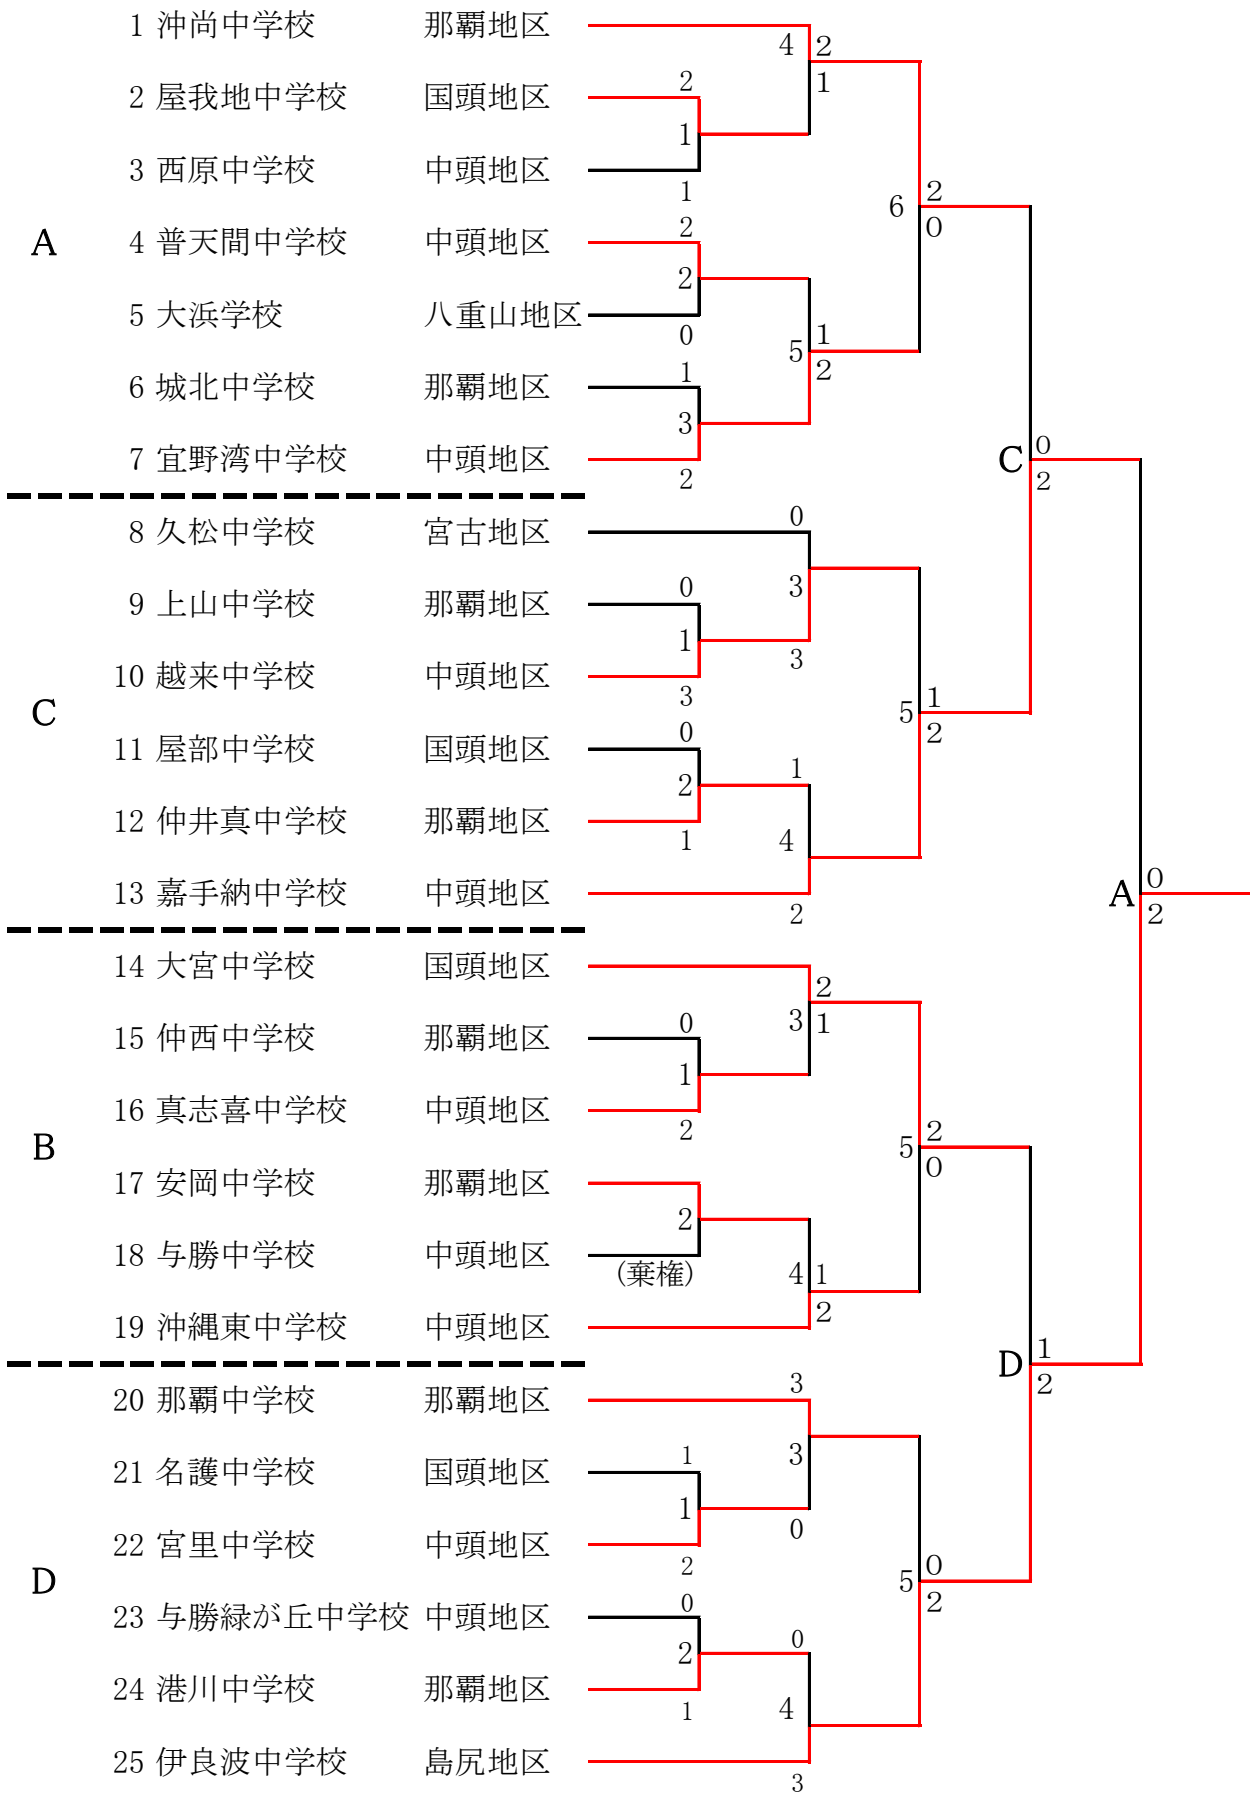 1 沖尚中学校 那覇地区
4 2
1
2 屋我地中学校 国頭地区 2
1
3 西原中学校 中頭地区
1
6 2
0
A
4 普天間中学校 中頭地区 2
2
5 大浜学校 八重山地区
0
5 1
2
6 城北中学校 那覇地区 1
3
7 宜野湾中学校 中頭地区
2
C 0
2
8 久松中学校 宮古地区 0
3
9 上山中学校 那覇地区 0
1
3
10 越来中学校 中頭地区
3
C
5 1
2
11 屋部中学校 国頭地区 0
2
1
12 仲井真中学校 那覇地区
1
4
13 嘉手納中学校 中頭地区
2
A 0
2
14 大宮中学校 国頭地区
2
3 1
15 仲西中学校 那覇地区 0
1
16 真志喜中学校 中頭地区
2
B
5 2
0
17 安岡中学校 那覇地区
2
18 与勝中学校 中頭地区
(棄権)
4 1
2
19 沖縄東中学校 中頭地区
D 1
2
20 那覇中学校 那覇地区 3
3
21 名護中学校 国頭地区 1
1
0
22 宮里中学校 中頭地区
2
D
5 0
2
23 与勝緑が丘中学校 中頭地区 0
2
0
24 港川中学校 那覇地区
1
4
25 伊良波中学校 島尻地区
3